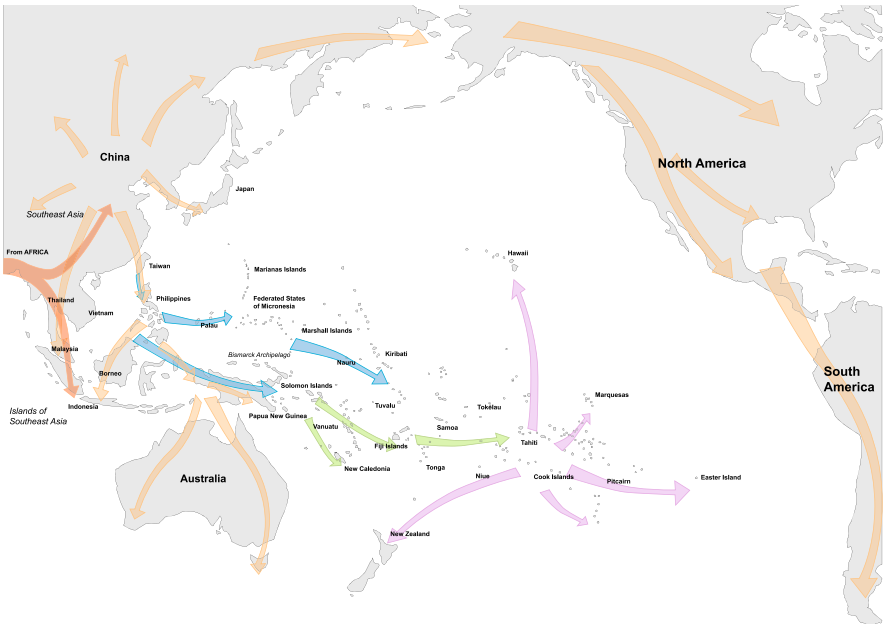 China
North America
Japan
Southeast Asia
From AFRICA
Hawaii
Taiwan
Marianas Islands
Thailand
Philippines
Federated States
of Micronesia
Vietnam
Palau
Marshall Islands
Malaysia
Bismarck Archipelago
Kiribati
Nauru
Borneo
South
America
Solomon Islands
Marquesas
Indonesia
Islands of
Southeast Asia
Tuvalu
Tokelau
Papua New Guinea
Vanuatu
Samoa
Tahiti
Fiji Islands
New Caledonia
Tonga
Australia
Niue
Cook Islands
Pitcairn
Easter Island
New Zealand